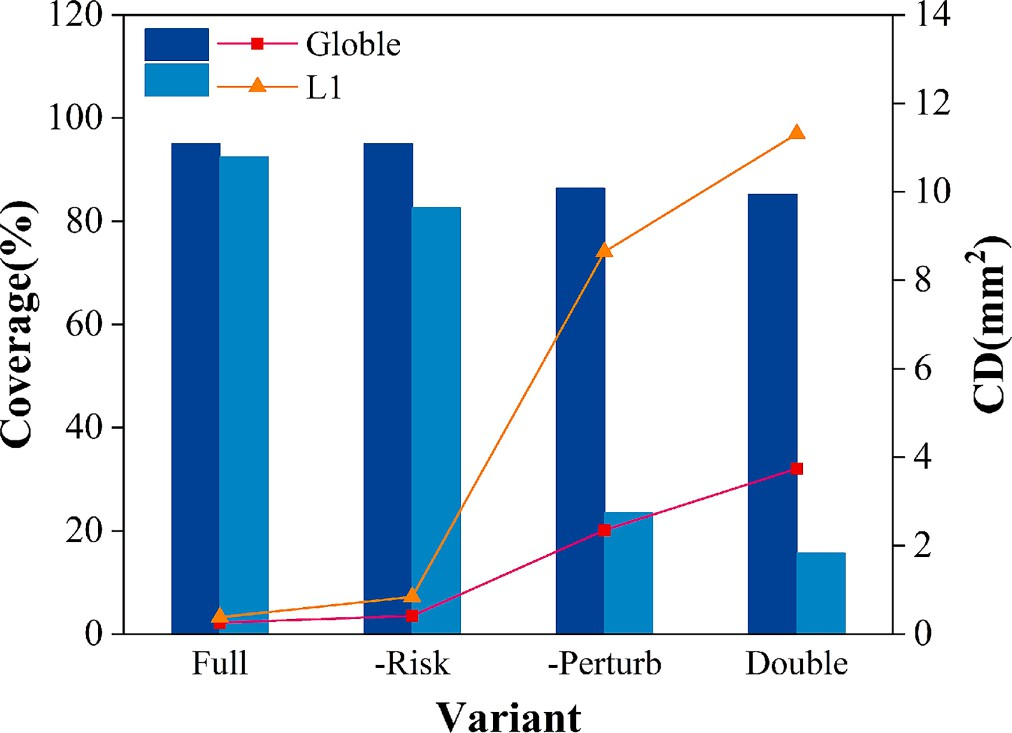 120
100
80
60
40
20
0
Coverage(%)
Globle
L1
14
12
10
8
6
4
2
0
CD(mm²)
Full
-Risk
-Perturb
Double
Variant